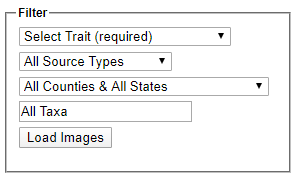 Filter
Select Trait (required)
All Source Types
All Counties & All States
All Taxa
Load Images